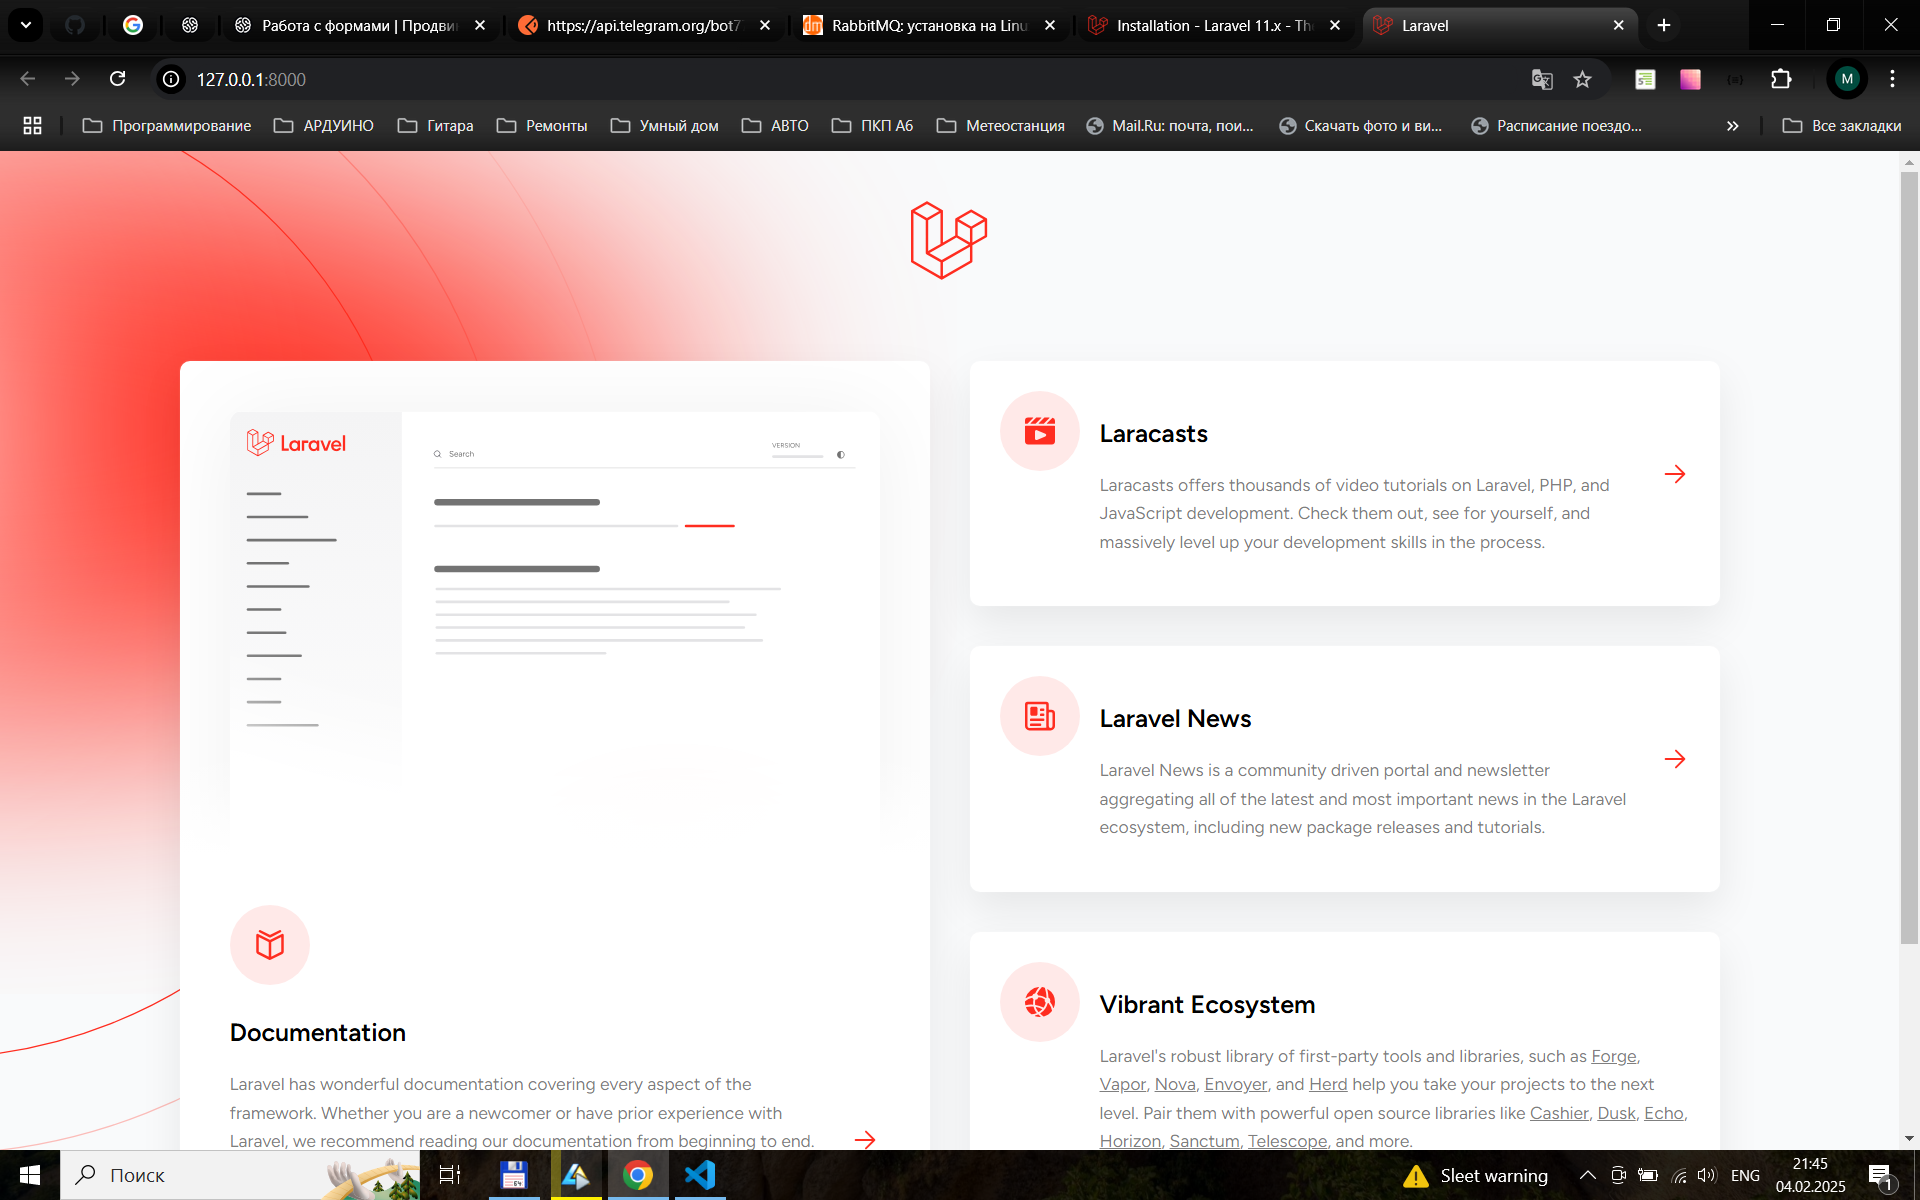 Работа с формами | Продви
https://api.telegram.org/bot7
RabbitMQ: установка на Linu
Installation - Laravel 11.x - Th
Laravel
127.0.0.1:8000
M
Программирование
АРДУИНО
Гитара
Ремонты
Умный дом
АВТО
ПКП А6
Метеостанция
Mail.Ru: почта, пои...
Скачать фото и ви...
Расписание поездо...
Все закладки
Laravel
Search
VERSION
Documentation
Laravel has wonderful documentation covering every aspect of the
framework. Whether you are a newcomer or have prior experience with
Laravel, we recommend reading our documentation from beginning to end.
Laracasts
Laracasts offers thousands of video tutorials on Laravel, PHP, and
JavaScript development. Check them out, see for yourself, and
massively level up your development skills in the process.
Laravel News
Laravel News is a community driven portal and newsletter
aggregating all of the latest and most important news in the Laravel
ecosystem, including new package releases and tutorials.
Vibrant Ecosystem
Laravel's robust library of first-party tools and libraries, such as Forge,
Vapor, Nova, Envoyer, and Herd help you take your projects to the next
level. Pair them with powerful open source libraries like Cashier, Dusk, Echo,
Horizon, Sanctum, Telescope, and more.
Поиск
64
Sleet warning
ENG
21:45
04.02.2025
1